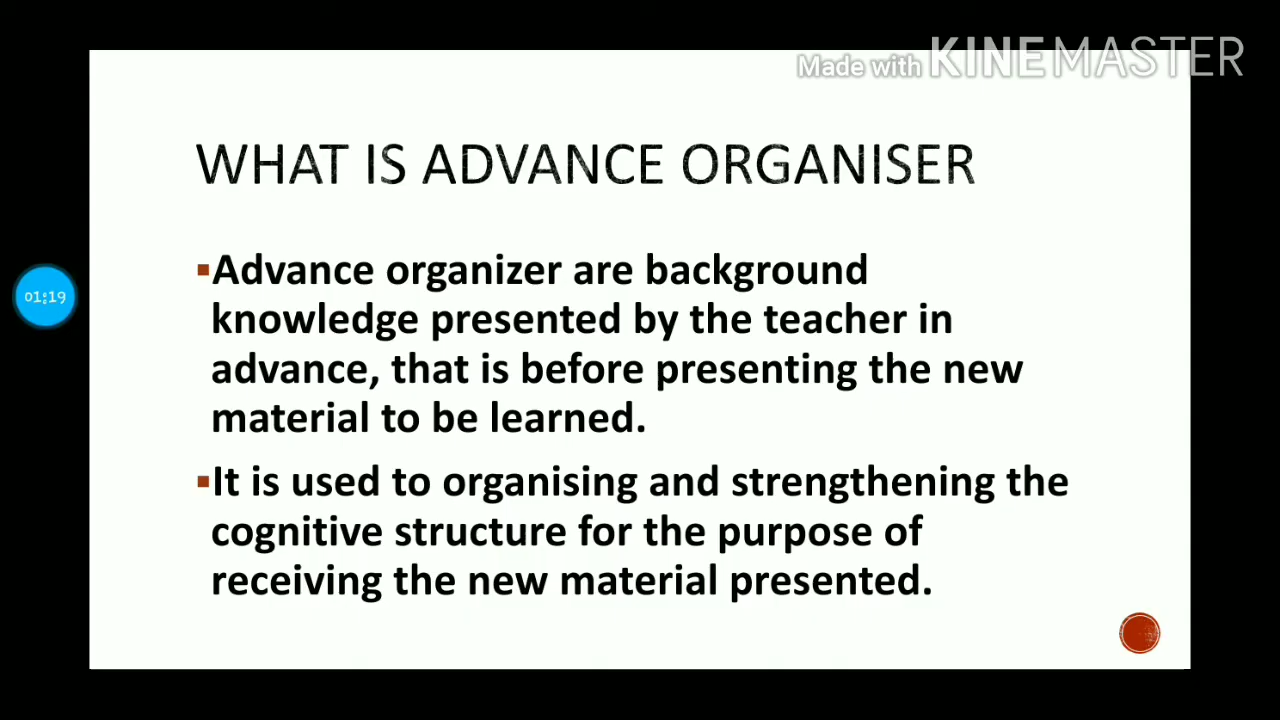 Made with KINEMASTER
WHAT IS ADVANCE ORGANISER
▪Advance organizer are background
knowledge presented by the teacher in
advance, that is before presenting the new
material to be learned.
01:19
▪It is used to organising and strengthening the
cognitive structure for the purpose of
receiving the new material presented.